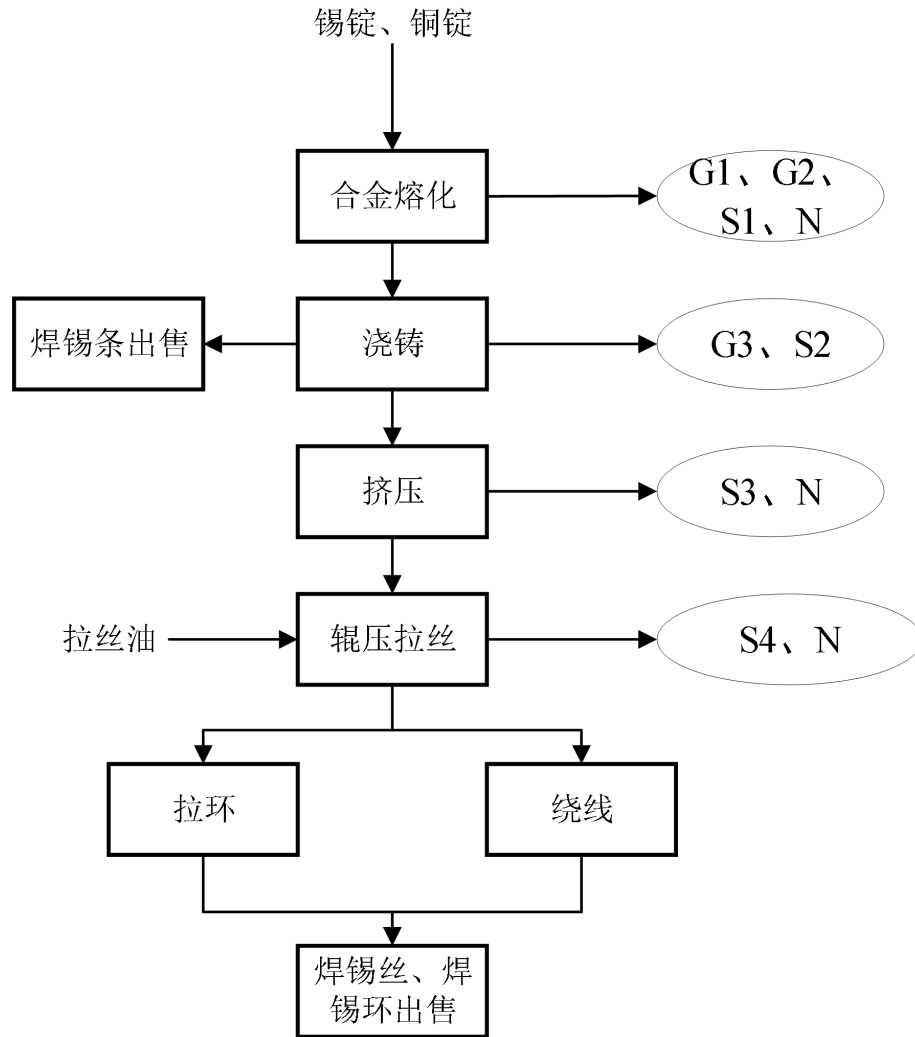 锡锭、铜锭
合金熔化
G1、G2、
S1、N
焊锡条出售
浇铸
G3、S2
挤压
S3、N
拉丝油
辊压拉丝
S4、N
拉环
绕线
焊锡丝、焊
锡环出售